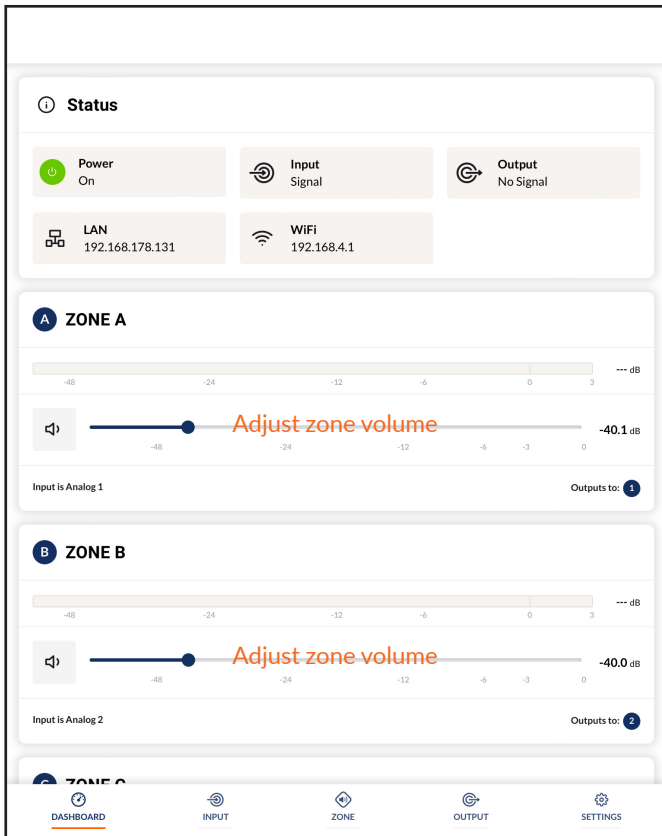 Status
Power
On
Input
Signal
Output
No Signal
LAN
192.168.178.131
WiFi
192.168.4.1
A ZONE A
--- dB
-48 -24 -12 -6 0 3
Adjust zone volume
-40.1 dB
-48 -24 -12 -6 -3 0
Input is Analog 1 Outputs to: 1
B ZONE B
--- dB
-48 -24 -12 -6 0 3
Adjust zone volume
-40.0 dB
-48 -24 -12 -6 -3 0
Input is Analog 2 Outputs to: 2
C ZONE C
DASHBOARD INPUT ZONE OUTPUT SETTINGS